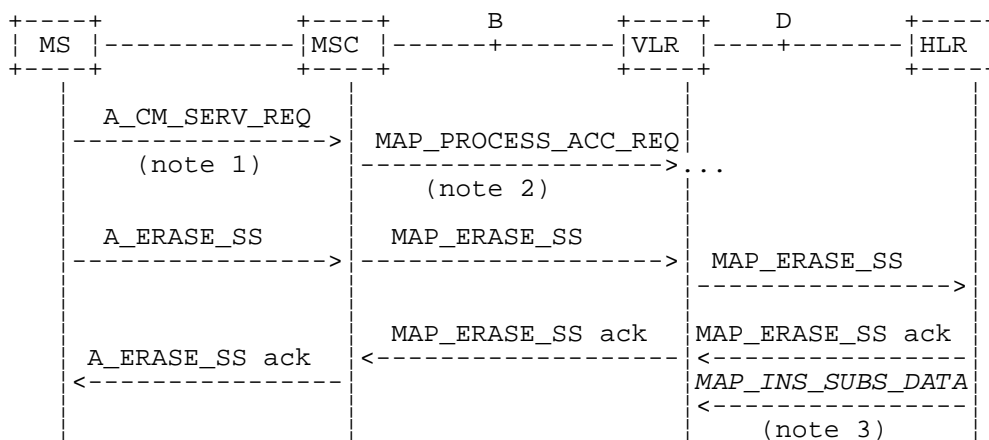 B D
MS MSC VLR HLR
A_CM_SERV_REQ
MAP_PROCESS_ACC_REQ
(note 1) ...
(note 2)
A_ERASE_SS MAP_ERASE_SS
MAP_ERASE_SS
MAP_ERASE_SS ack MAP_ERASE_SS ack
A_ERASE_SS ack
MAP_INS_SUBS_DATA
(note 3)